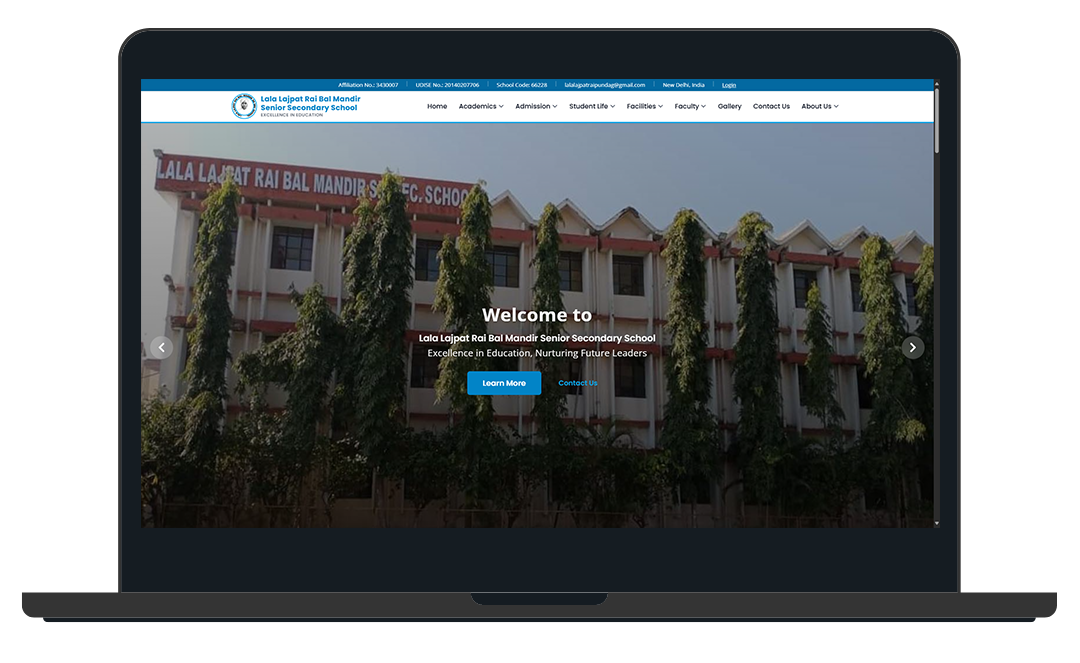 Affiliation No.: 3430007 UDISE No.: 20140207706 School Code: 66228 lalalajpatraipundag@gmail.com New Delhi, India Login
Lala Lajpat Rai Bal Mandir
Senior Secondary School
EXCELLENCE IN EDUCATION
Home Academics Admission Student Life Facilities Faculty Gallery Contact Us About Us
LALA LAJPAT RAI BAL MANDIR SEC. SCHOO
Welcome to
Lala Lajpat Rai Bal Mandir Senior Secondary School
Excellence in Education, Nurturing Future Leaders
Learn More Contact Us